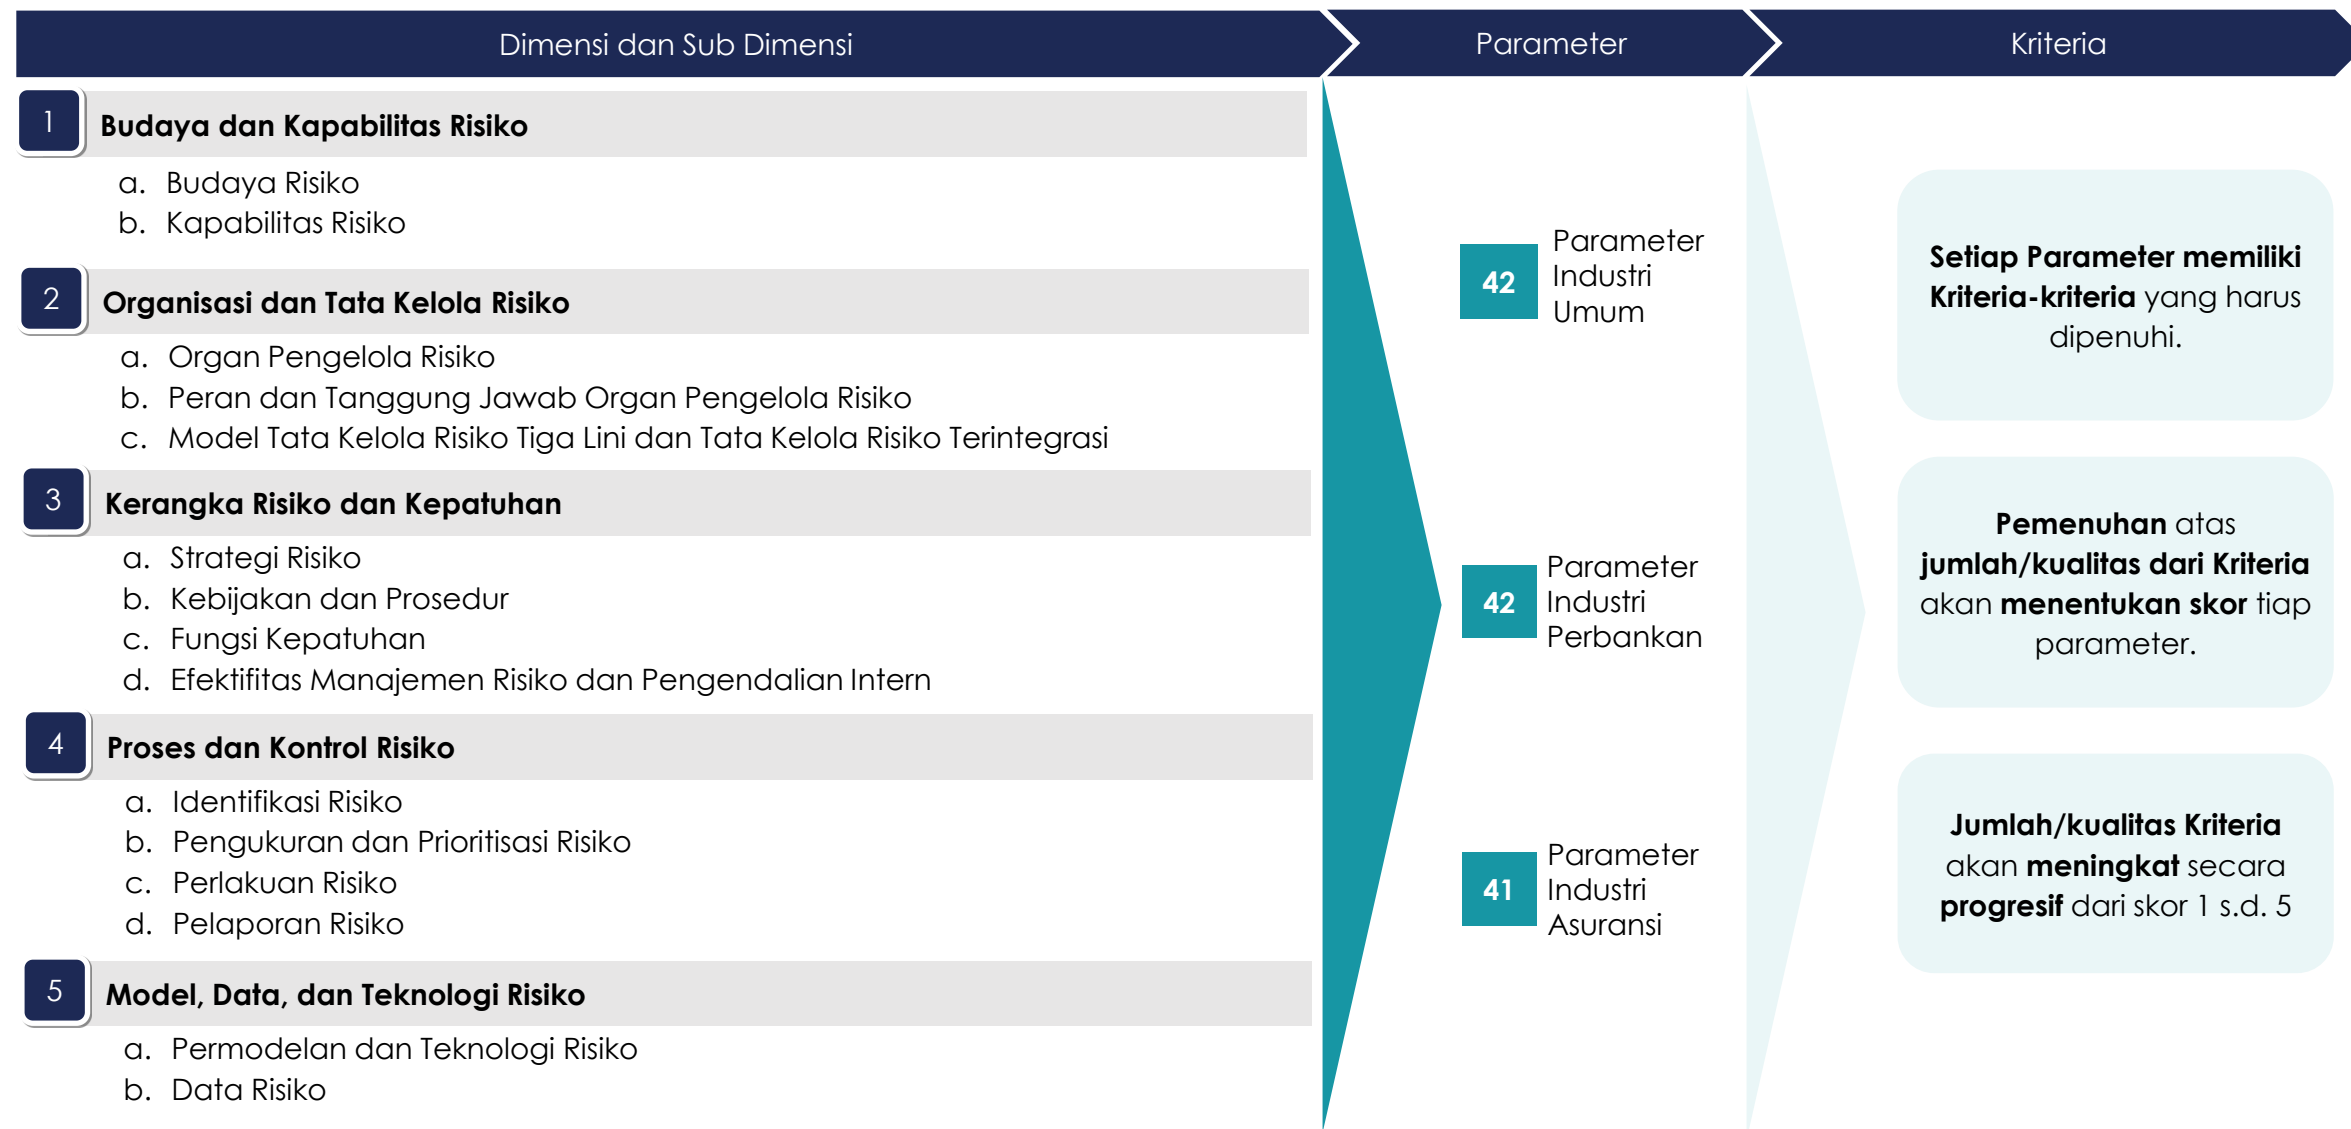 Dimensi dan Sub Dimensi
Parameter
Kriteria
1
Budaya dan Kapabilitas Risiko
a. Budaya Risiko
b. Kapabilitas Risiko
2
Organisasi dan Tata Kelola Risiko
a. Organ Pengelola Risiko
b. Peran dan Tanggung Jawab Organ Pengelola Risiko
c. Model Tata Kelola Risiko Tiga Lini dan Tata Kelola Risiko Terintegrasi
3
Kerangka Risiko dan Kepatuhan
a. Strategi Risiko
b. Kebijakan dan Prosedur
c. Fungsi Kepatuhan
d. Efektifitas Manajemen Risiko dan Pengendalian Intern
4
Proses dan Kontrol Risiko
a. Identifikasi Risiko
b. Pengukuran dan Prioritisasi Risiko
c. Perlakuan Risiko
d. Pelaporan Risiko
5
Model, Data, dan Teknologi Risiko
a. Permodelan dan Teknologi Risiko
b. Data Risiko
42
Parameter
Industri
Umum
42
Parameter
Industri
Perbankan
41
Parameter
Industri
Asuransi
Setiap Parameter memiliki
Kriteria-kriteria yang harus
dipenuhi.
Pemenuhan atas
jumlah/kualitas dari Kriteria
akan menentukan skor tiap
parameter.
Jumlah/kualitas Kriteria
akan meningkat secara
progresif dari skor 1 s.d. 5